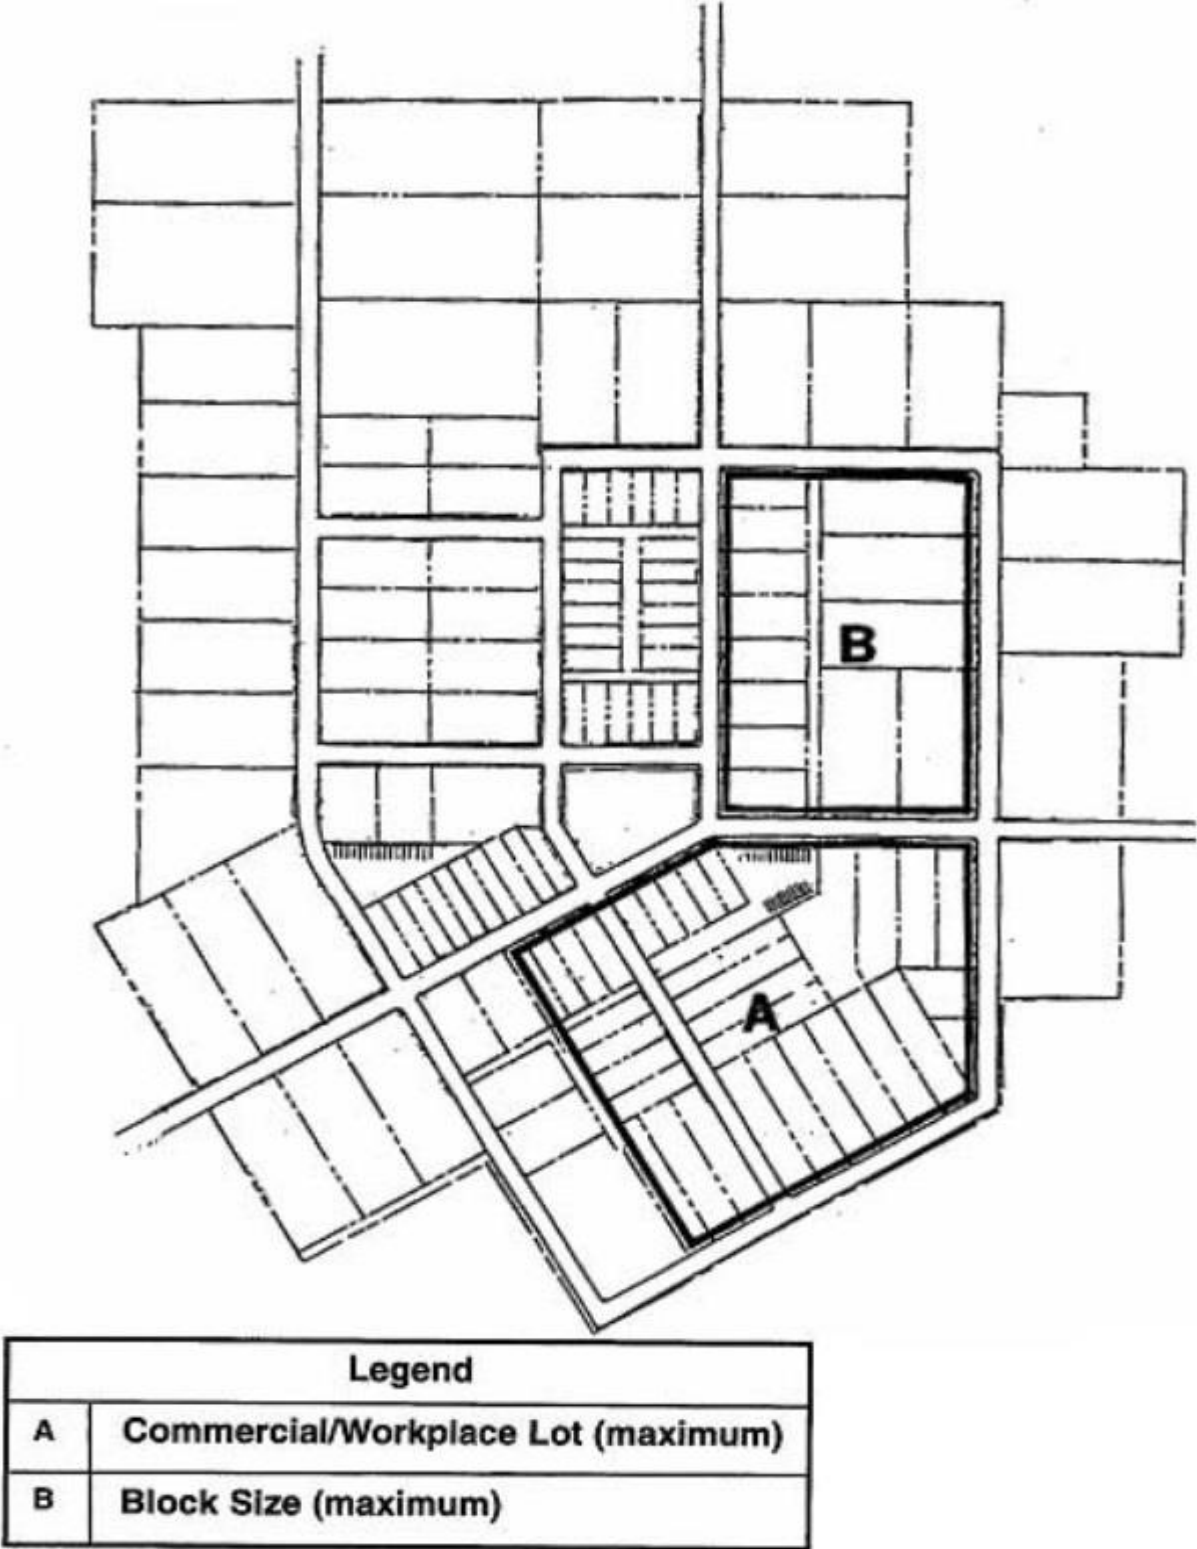 B
A
Legend
A Commercial/Workplace Lot (maximum)
B Block Size (maximum)